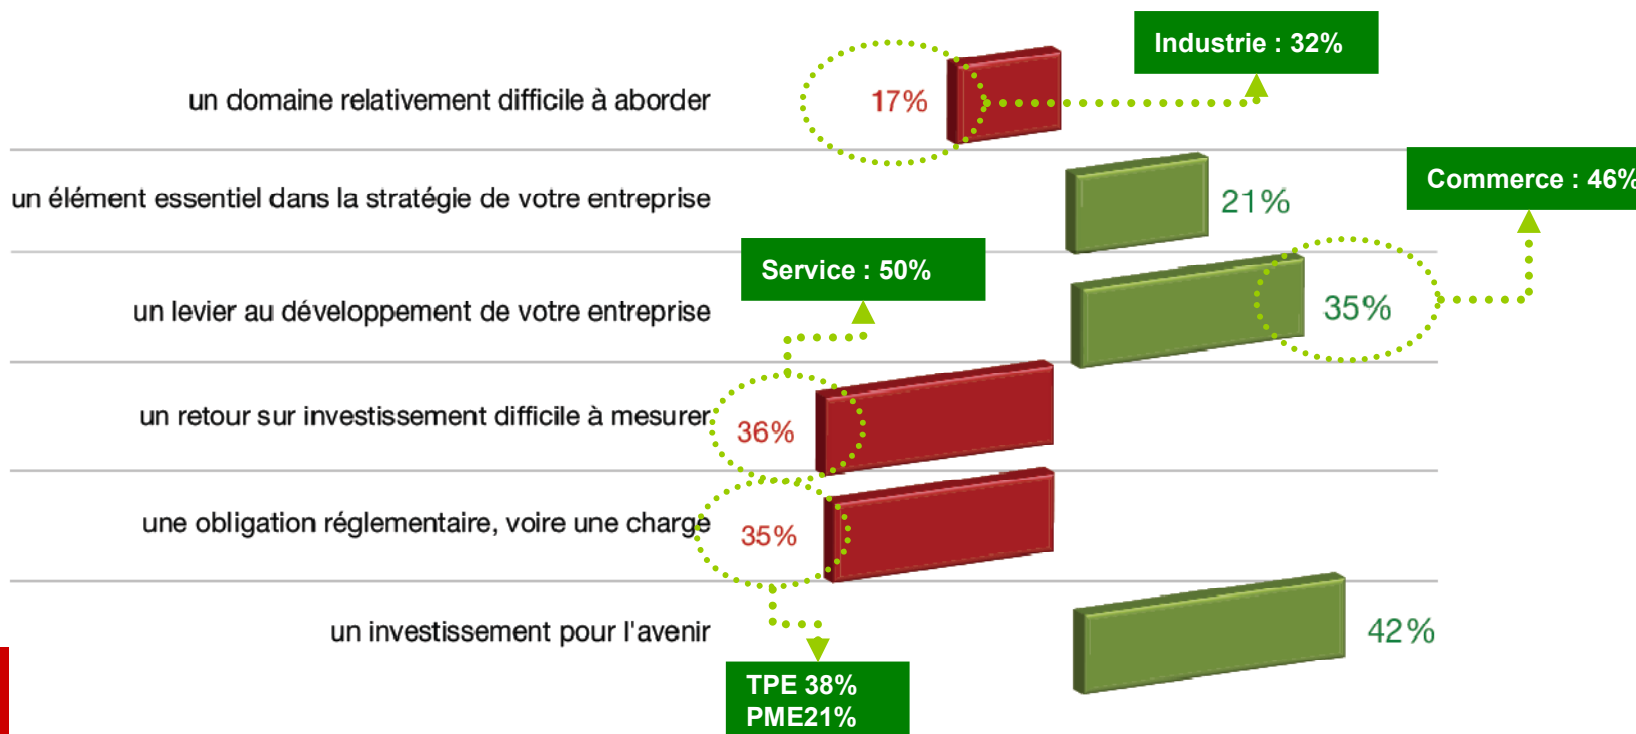 Industrie : 32%
un domaine relativement difficile à aborder
17%
un élément essentiel dans la stratégie de votre entreprise
21%
Commerce : 46%
Service : 50%
un levier au développement de votre entreprise
35%
un retour sur investissement difficile à mesurer
36%
une obligation réglementaire, voire une charge
35%
un investissement pour l'avenir
42%
TPE 38%
PME21%